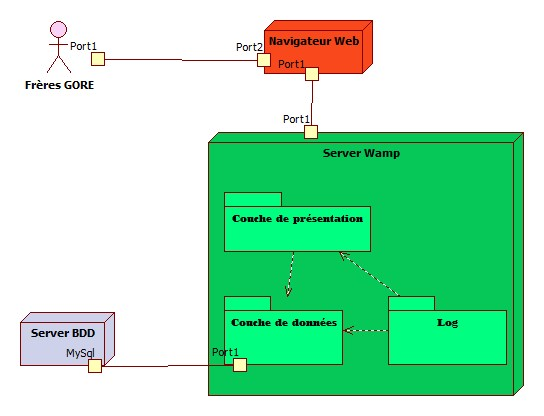 Navigateur Web
Port1
Port2
Port1
Frères GORE
Port1
Server Wamp
Couche de présentation
Couche de données
Log
Server BDD
MySql
Port1